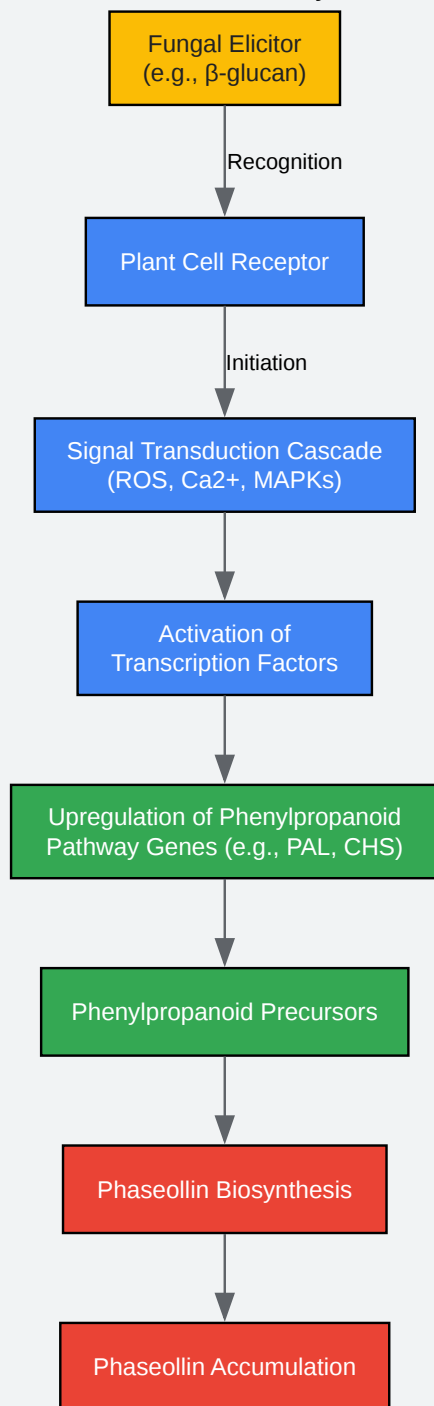 Fungal Elicitor
(e.g., β-glucan)
Recognition
Plant Cell Receptor
Initiation
Signal Transduction Cascade
(ROS, Ca2+, MAPKs)
Activation of
Transcription Factors
Upregulation of Phenylpropanoid
Pathway Genes (e.g., PAL, CHS)
Phenylpropanoid Precursors
Phaseollin Biosynthesis
Phaseollin Accumulation